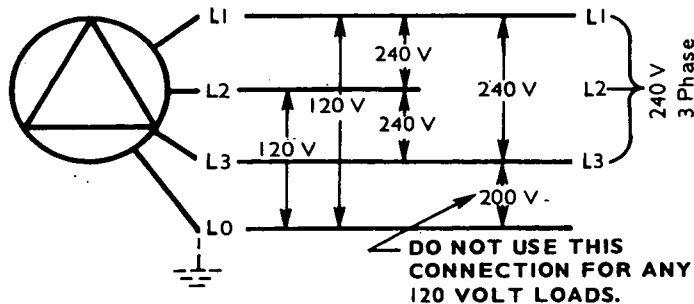 L1 L1
240 V
L2 120 V 240 V L2 240 V 3 Phase
120 V 240 V
L3 L3
200 V
L0
DO NOT USE THIS
CONNECTION FOR ANY
120 VOLT LOADS.